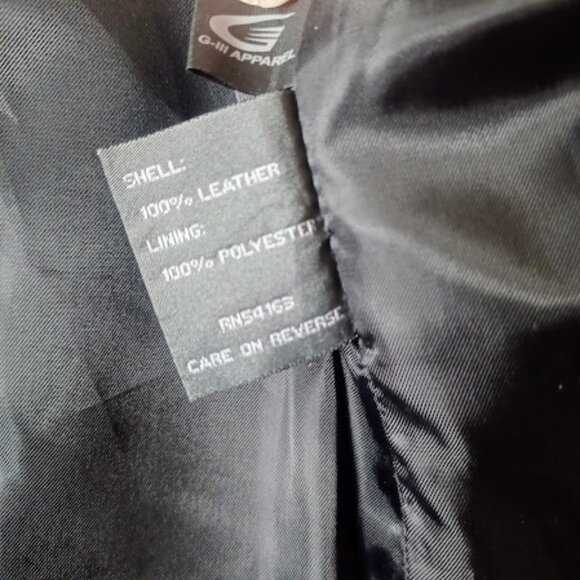 G-III APPAREL
SHELL:
100% LEATHER
LINING:
100% POLYESTER
RN54163
CARE ON REVERSE